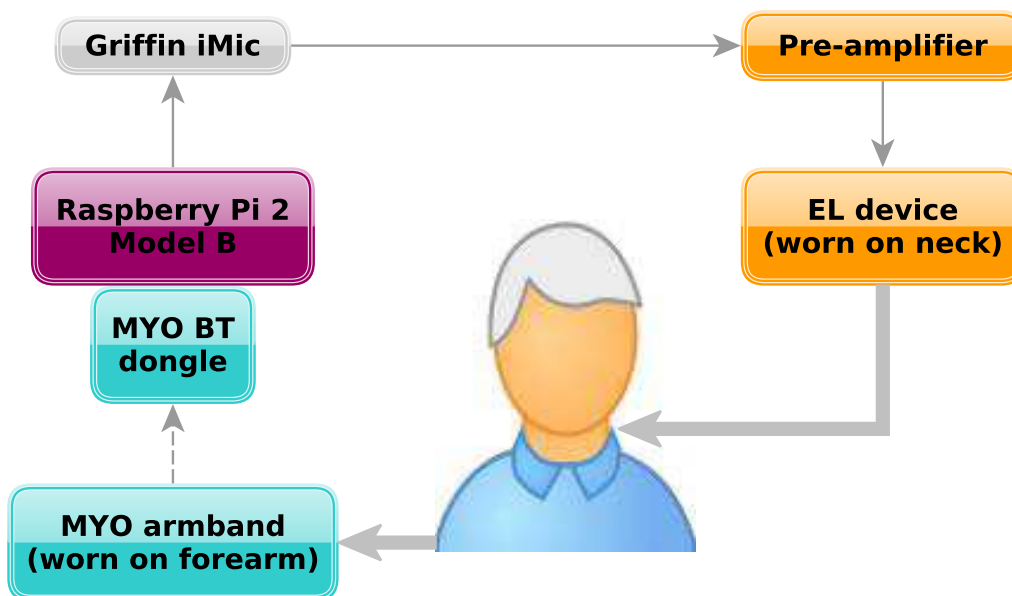 Griffin iMic
Pre-amplifier
Raspberry Pi 2
Model B
EL device
(worn on neck)
MYO BT
dongle
MYO armband
(worn on forearm)